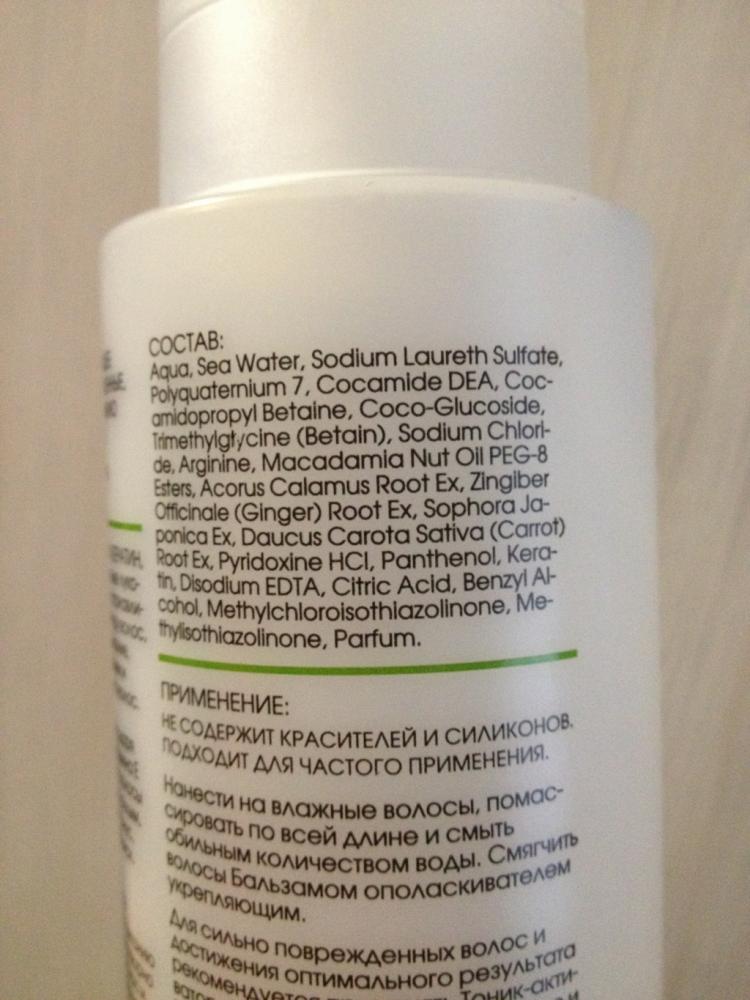 СОСТАВ:
Aqua, Sea Water, Sodium Laureth Sulfate,
Polyquaternium 7, Cocamide DEA, Coc-
amidopropyl Betaine, Coco-Glucoside,
Trimethylglycine (Betain), Sodium Chlori-
de, Arginine, Macadamia Nut Oil PEG-8
Esters, Acorus Calamus Root Ex, Zingiber
Officinale (Ginger) Root Ex, Sophora Ja-
ponica Ex, Daucus Carota Sativa (Carrot)
Root Ex, Pyridoxine HCl, Panthenol, Kera-
tin, Disodium EDTA, Citric Acid, Benzyl Al-
cohol, Methylchloroisothiazolinone, Me-
thylisothiazolinone, Parfum.
ПРИМЕНЕНИЕ:
НЕ СОДЕРЖИТ КРАСИТЕЛЕЙ И СИЛИКОНОВ.
ПОДХОДИТ ДЛЯ ЧАСТОГО ПРИМЕНЕНИЯ.
Нанести на влажные волосы, помас-
сировать по всей длине и смыть
обильным количеством воды. Смягчить
волосы Бальзамом ополаскивателем
укрепляющим.
Для сильно поврежденных волос и
достижения оптимального результата
рекомендуется Тоник-акти-